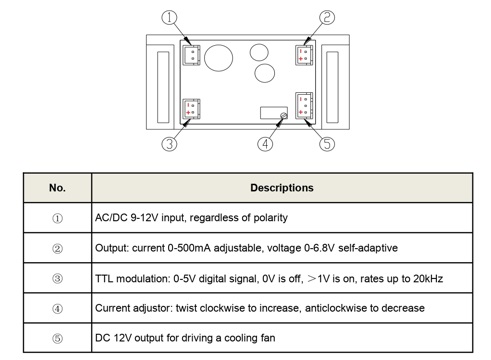 ① ②
③ ④ ⑤
No. Descriptions
① AC/DC 9-12V input, regardless of polarity
② Output: current 0-500mA adjustable, voltage 0-6.8V self-adaptive
③ TTL modulation: 0-5V digital signal, 0V is off, ＞1V is on, rates up to 20kHz
④ Current adjustor: twist clockwise to increase, anticlockwise to decrease
⑤ DC 12V output for driving a cooling fan